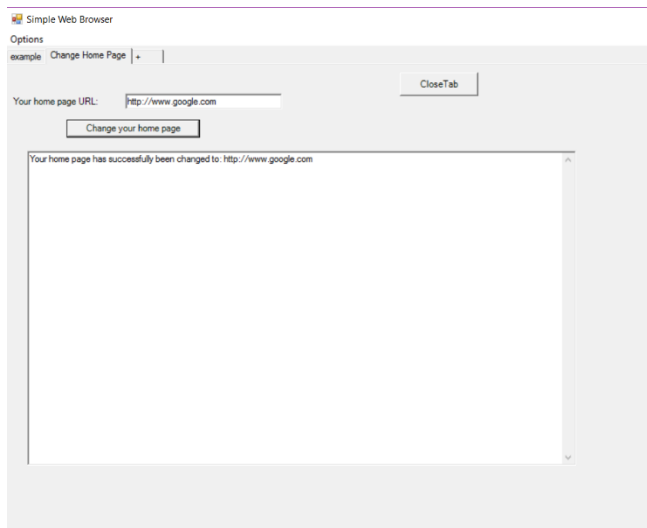 Simple Web Browser
Options
example Change Home Page +
CloseTab
Your home page URL: http://www.google.com
Change your home page
Your home page has successfully been changed to: http://www.google.com